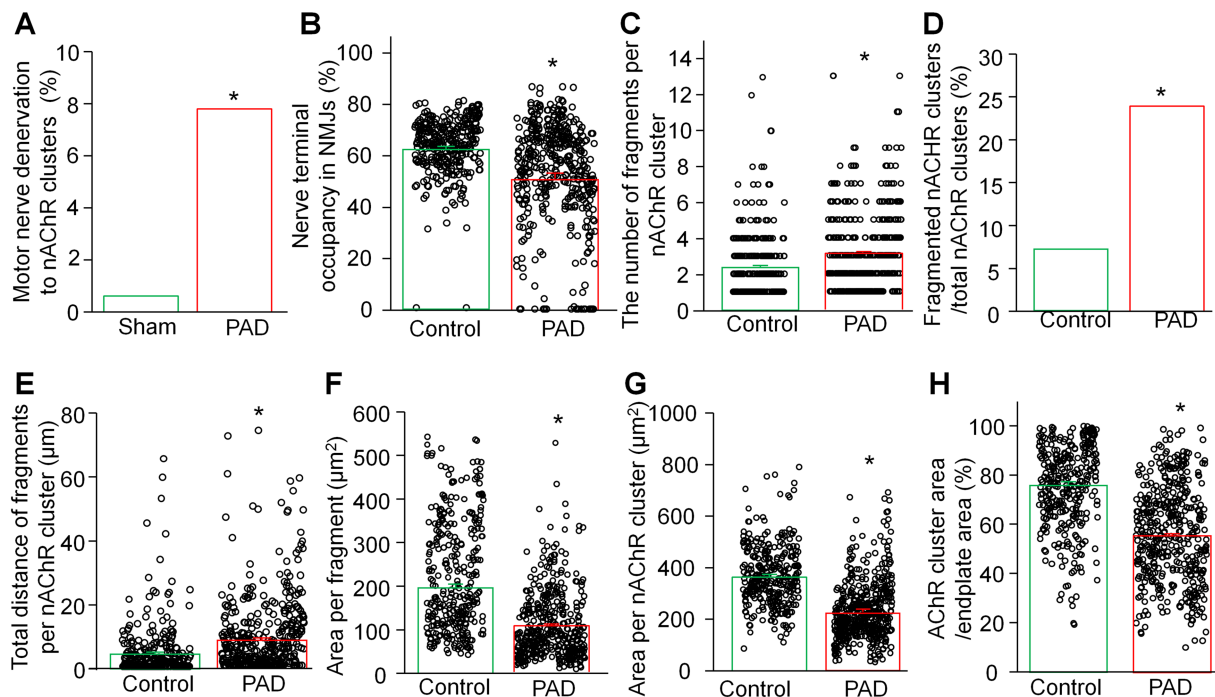 A
Motor nerve denervation
to nAChR clusters (%)
10
8
6
4
2
0
*
Sham
PAD
B
Nerve terminal
occupancy in NMJs (%)
100
80
60
40
20
0
*
Control
PAD
C
The number of fragments per
nAChR cluster
14
12
10
8
6
4
2
0
*
Control
PAD
D
Fragmented nAChR clusters
/total nAChR clusters (%)
30
25
20
15
10
5
0
*
Control
PAD
E
Total distance of fragments
per nAChR cluster (μm)
80
60
40
20
0
*
Control
PAD
F
Area per fragment (μm²)
600
500
400
300
200
100
0
*
Control
PAD
G
Area per nAChR cluster (μm²)
1000
800
600
400
200
0
*
Control
PAD
H
AChR cluster area
/endplate area (%)
100
80
60
40
20
0
*
Control
PAD